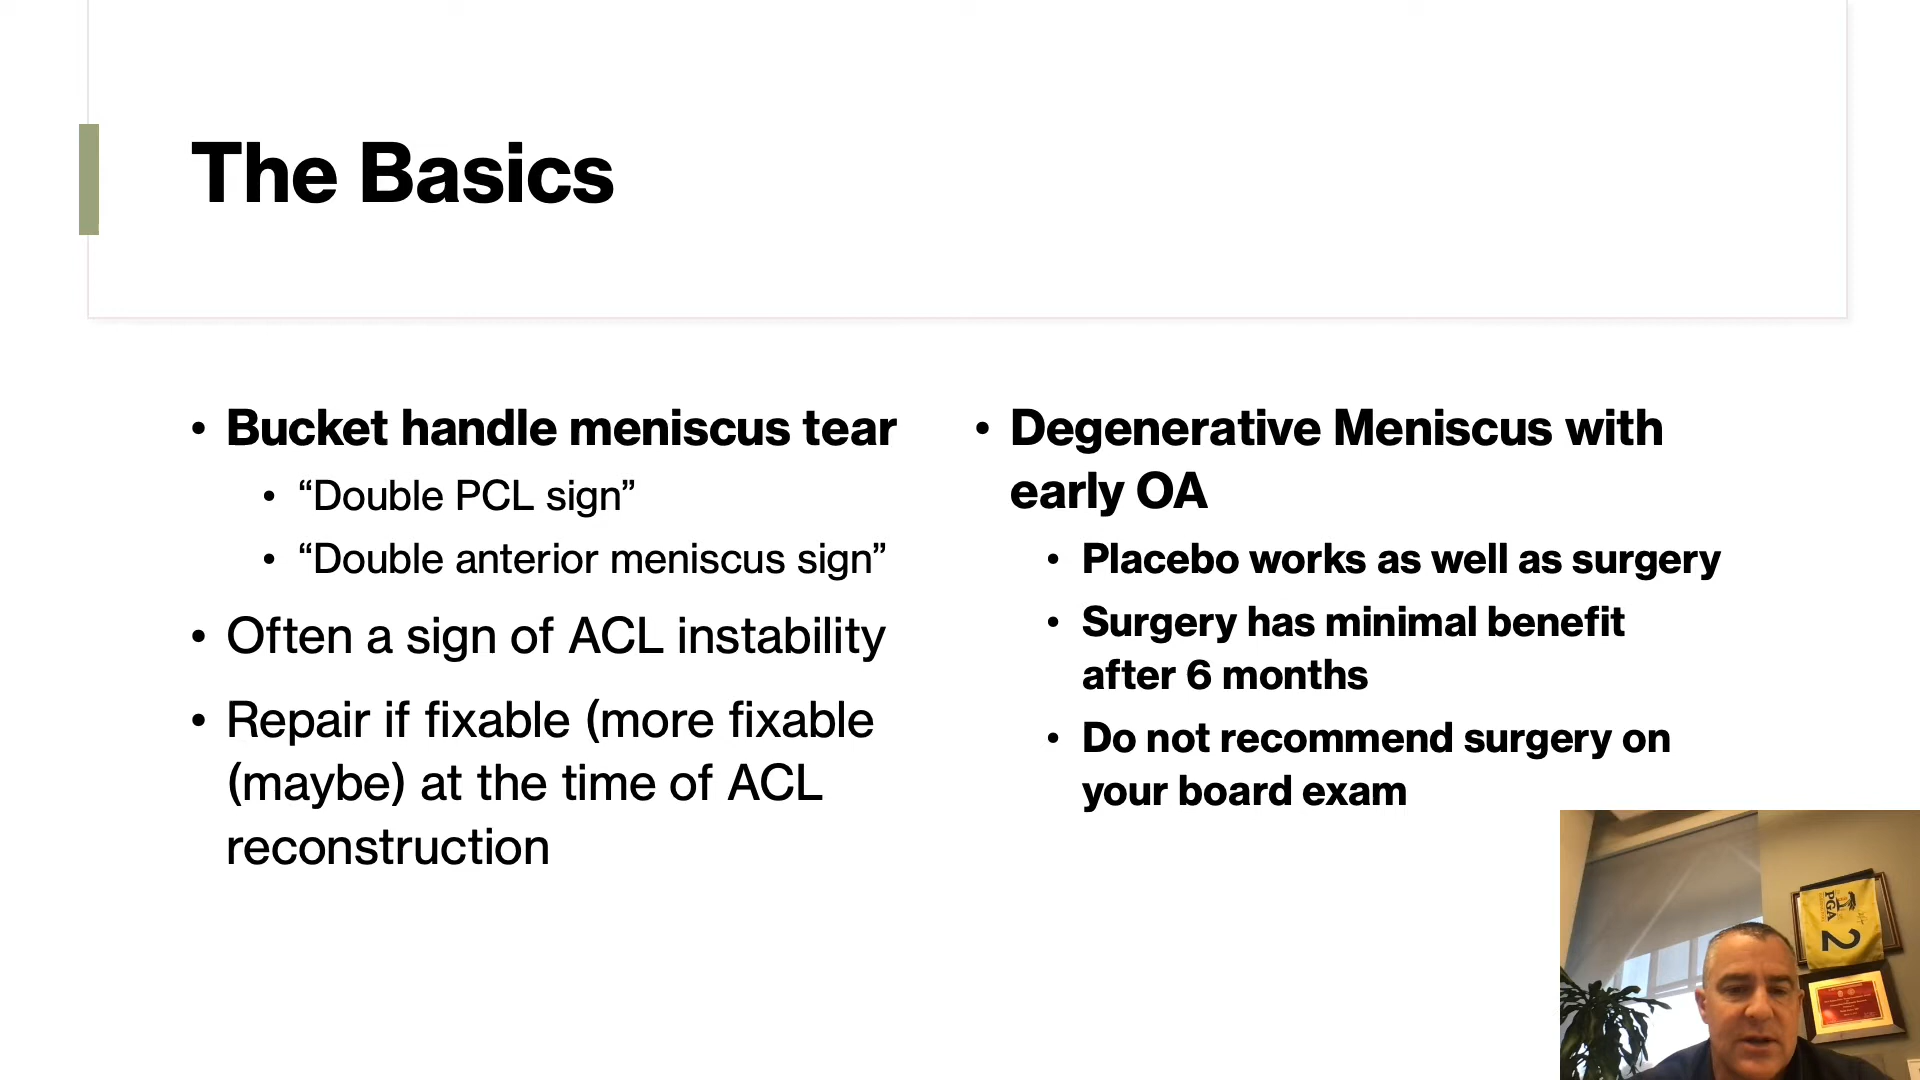 The Basics
• Bucket handle meniscus tear
• “Double PCL sign”
• “Double anterior meniscus sign”
• Often a sign of ACL instability
• Repair if fixable (more fixable
(maybe) at the time of ACL
reconstruction
• Degenerative Meniscus with
early OA
• Placebo works as well as surgery
• Surgery has minimal benefit
after 6 months
• Do not recommend surgery on
your board exam
PGA
2